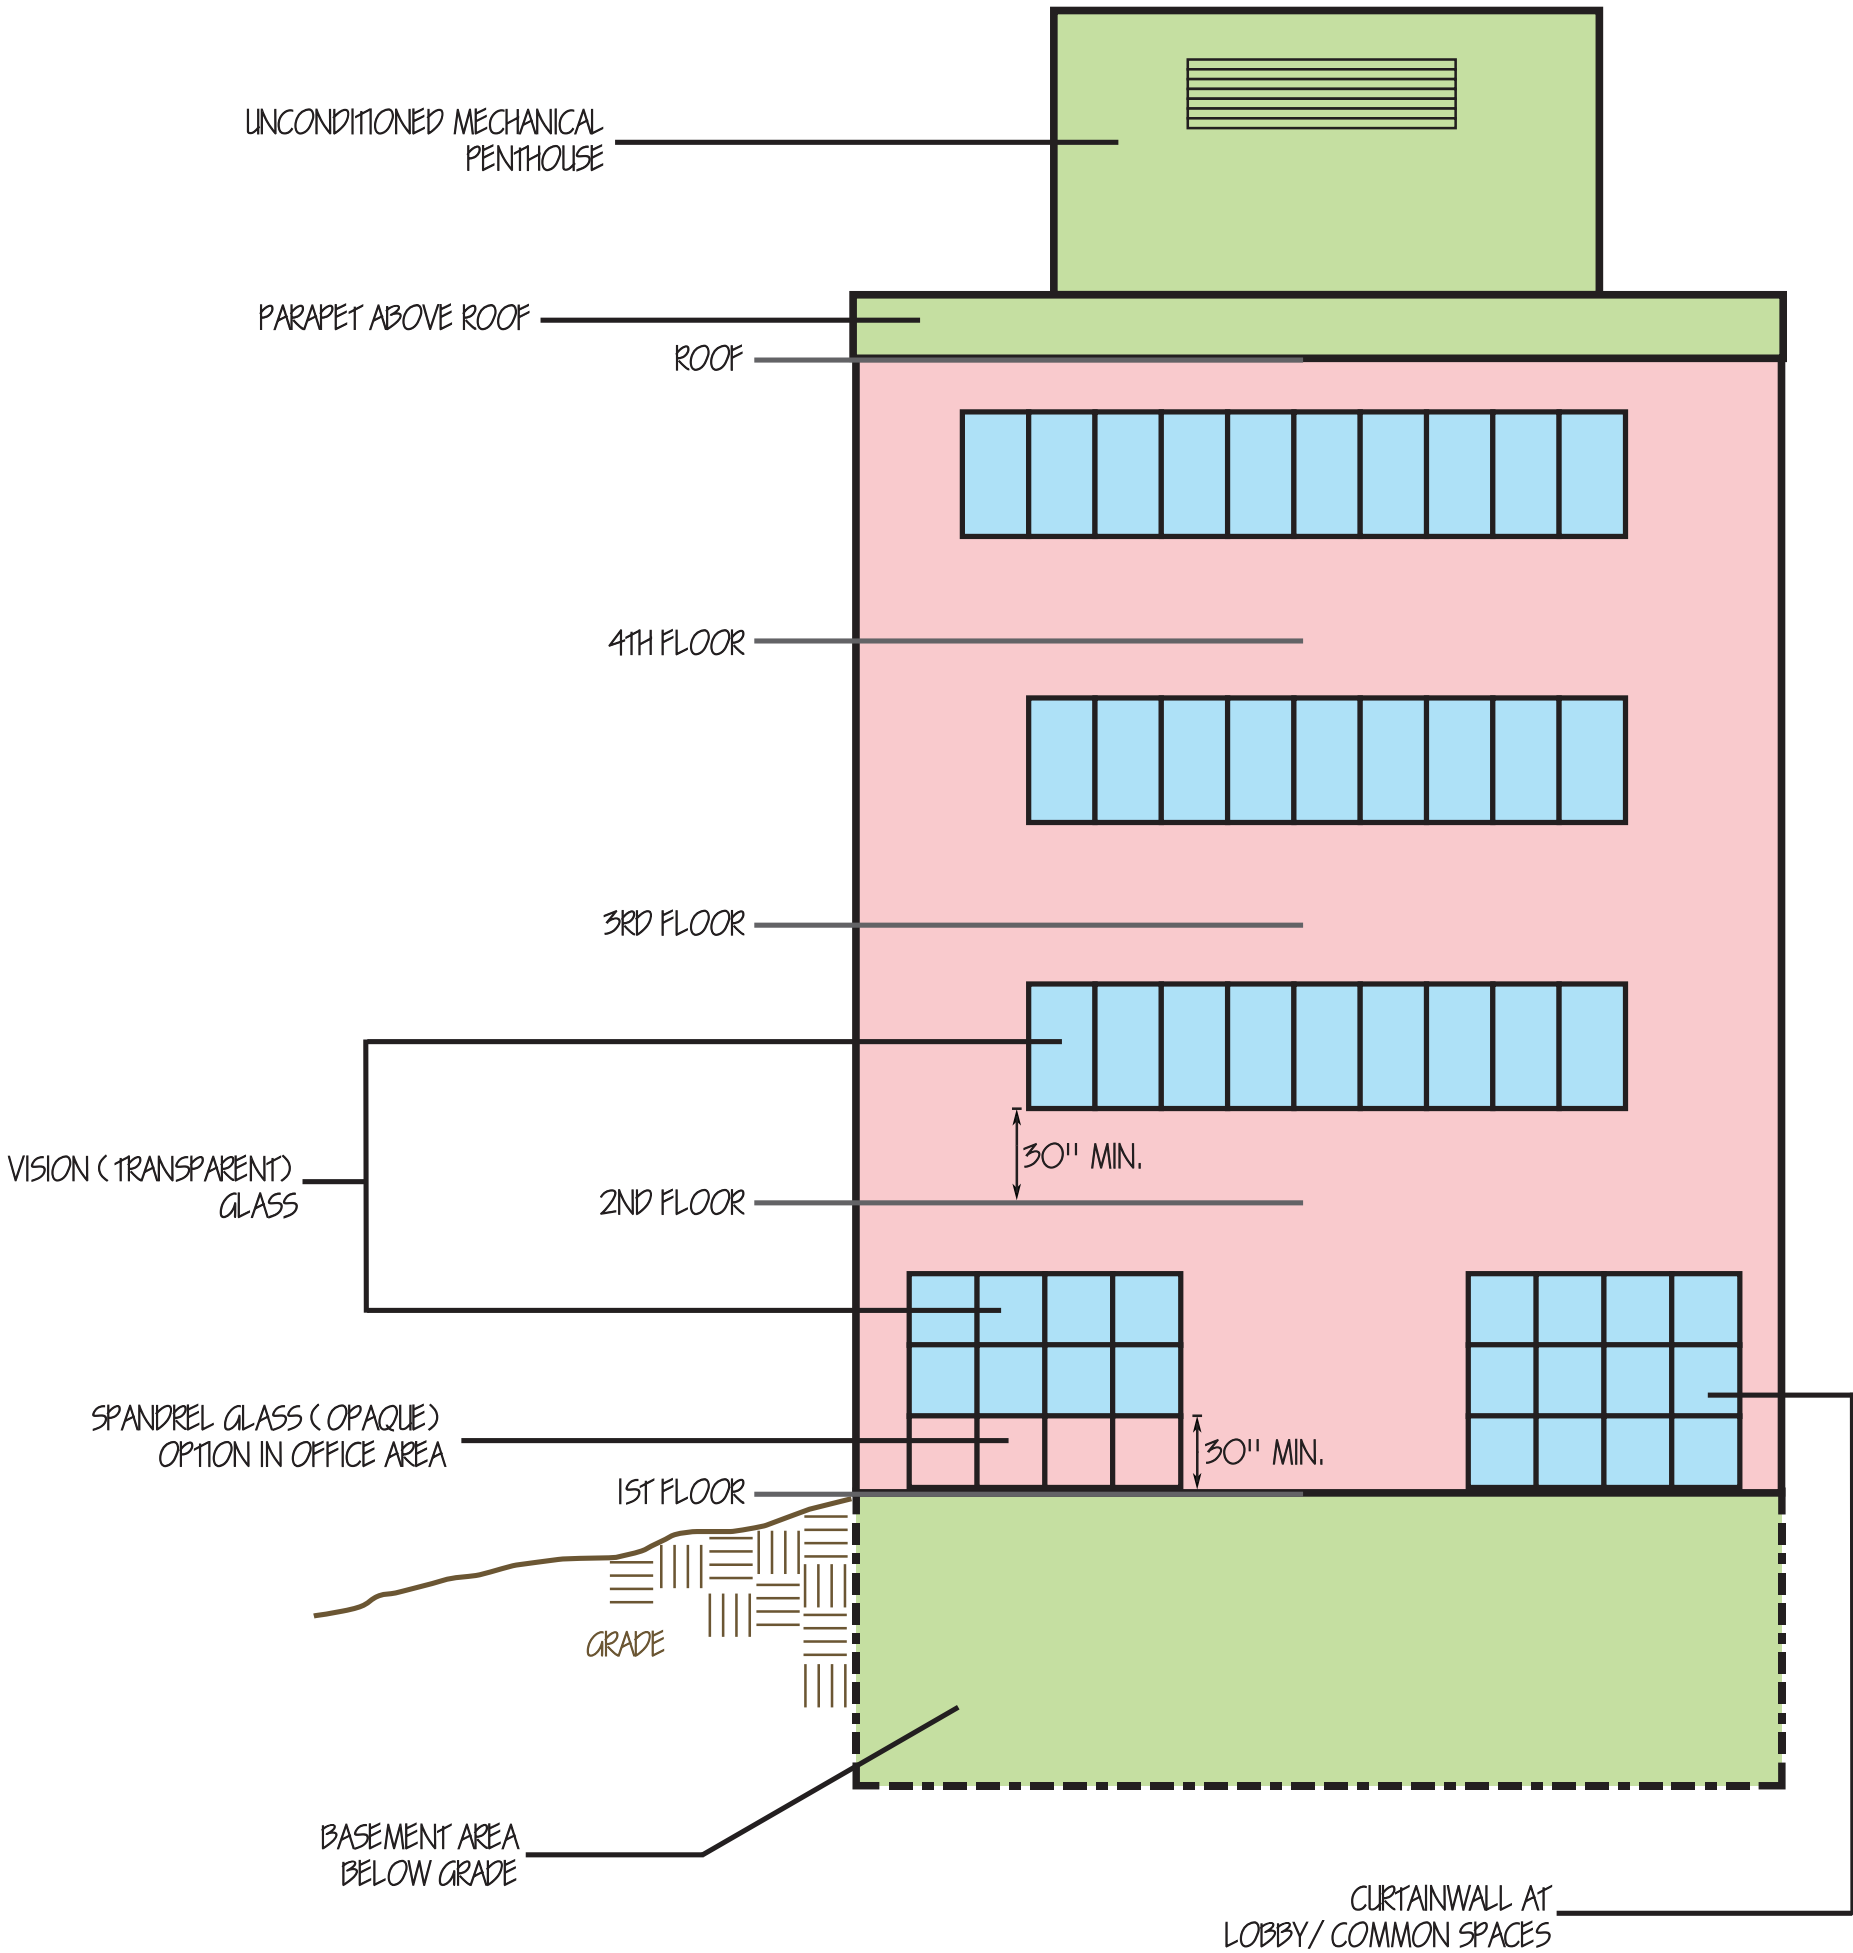 UNCONDITIONED MECHANICAL
PENTHOUSE
PARAPET ABOVE ROOF
ROOF
4TH FLOOR
3RD FLOOR
30" MIN.
VISION (TRANSPARENT)
GLASS
2ND FLOOR
SPANDREL GLASS (OPAQUE)
OPTION IN OFFICE AREA
30" MIN.
1ST FLOOR
GRADE
BASEMENT AREA
BELOW GRADE
CURTAINWALL AT
LOBBY/ COMMON SPACES